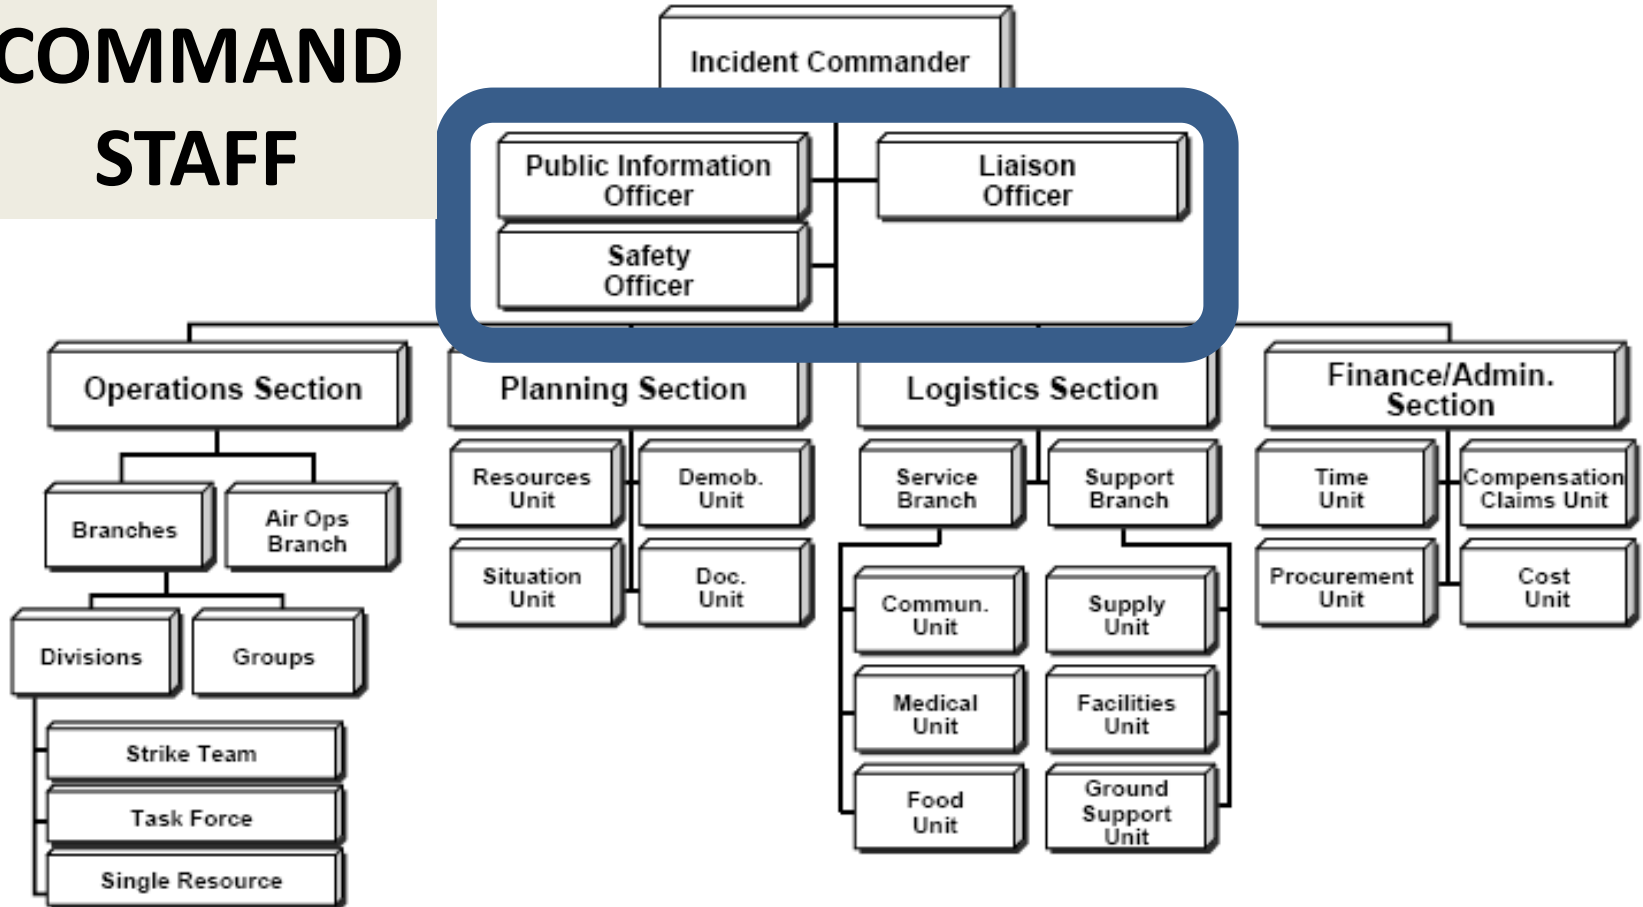 COMMAND
STAFF
Incident Commander
Public Information
Officer
Liaison
Officer
Safety
Officer
Operations Section
Planning Section
Logistics Section
Finance/Admin.
Section
Branches
Air Ops
Branch
Divisions
Groups
Strike Team
Task Force
Single Resource
Resources
Unit
Demob.
Unit
Situation
Unit
Doc.
Unit
Service
Branch
Support
Branch
Commun.
Unit
Supply
Unit
Medical
Unit
Facilities
Unit
Food
Unit
Ground
Support
Unit
Time
Unit
Compensation
Claims Unit
Procurement
Unit
Cost
Unit